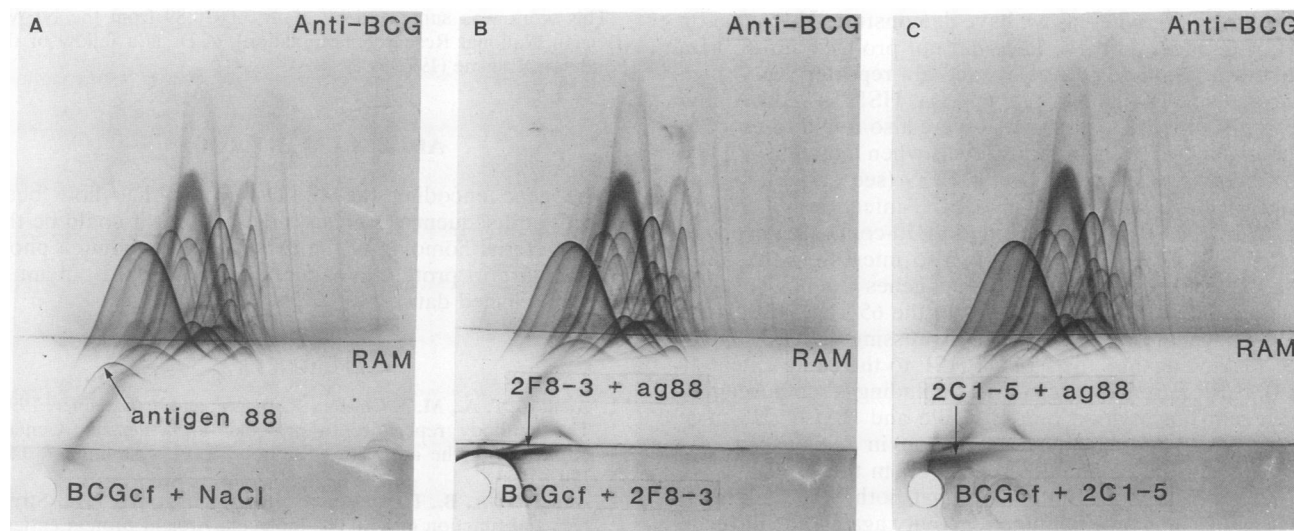 A
Anti-BCG
RAM
antigen 88
BCGcf + NaCl
B
Anti-BCG
RAM
2F8-3 + ag88
BCGcf + 2F8-3
C
Anti-BCG
RAM
2C1-5 + ag88
BCGcf + 2C1-5